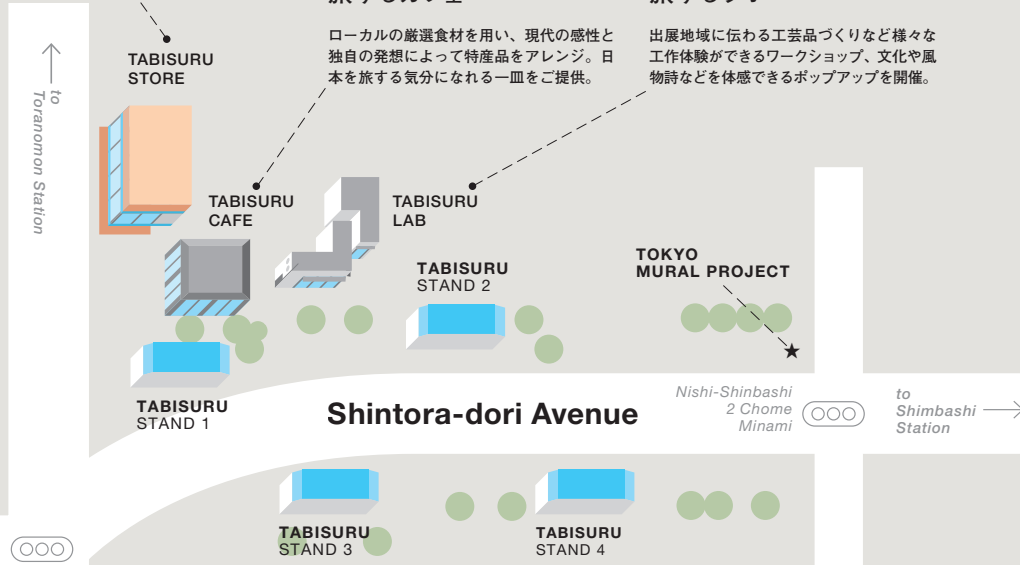 ローカルの厳選食材を用い、現代の感性と
独自の発想によって特産品をアレンジ。日
本を旅する気分になれる一皿をご提供。
出展地域に伝わる工芸品づくりなど様々な
工作体験ができるワークショップ、文化や風
物詩などを体感できるポップアップを開催。
TABISURU
STORE
to
Toranomon Station
TABISURU
CAFE
TABISURU
LAB
TABISURU
STAND 2
TOKYO
MURAL PROJECT
TABISURU
STAND 1
Shintora-dori Avenue
Nishi-Shinbashi
2 Chome
Minami
to
Shimbashi
Station
TABISURU
STAND 3
TABISURU
STAND 4